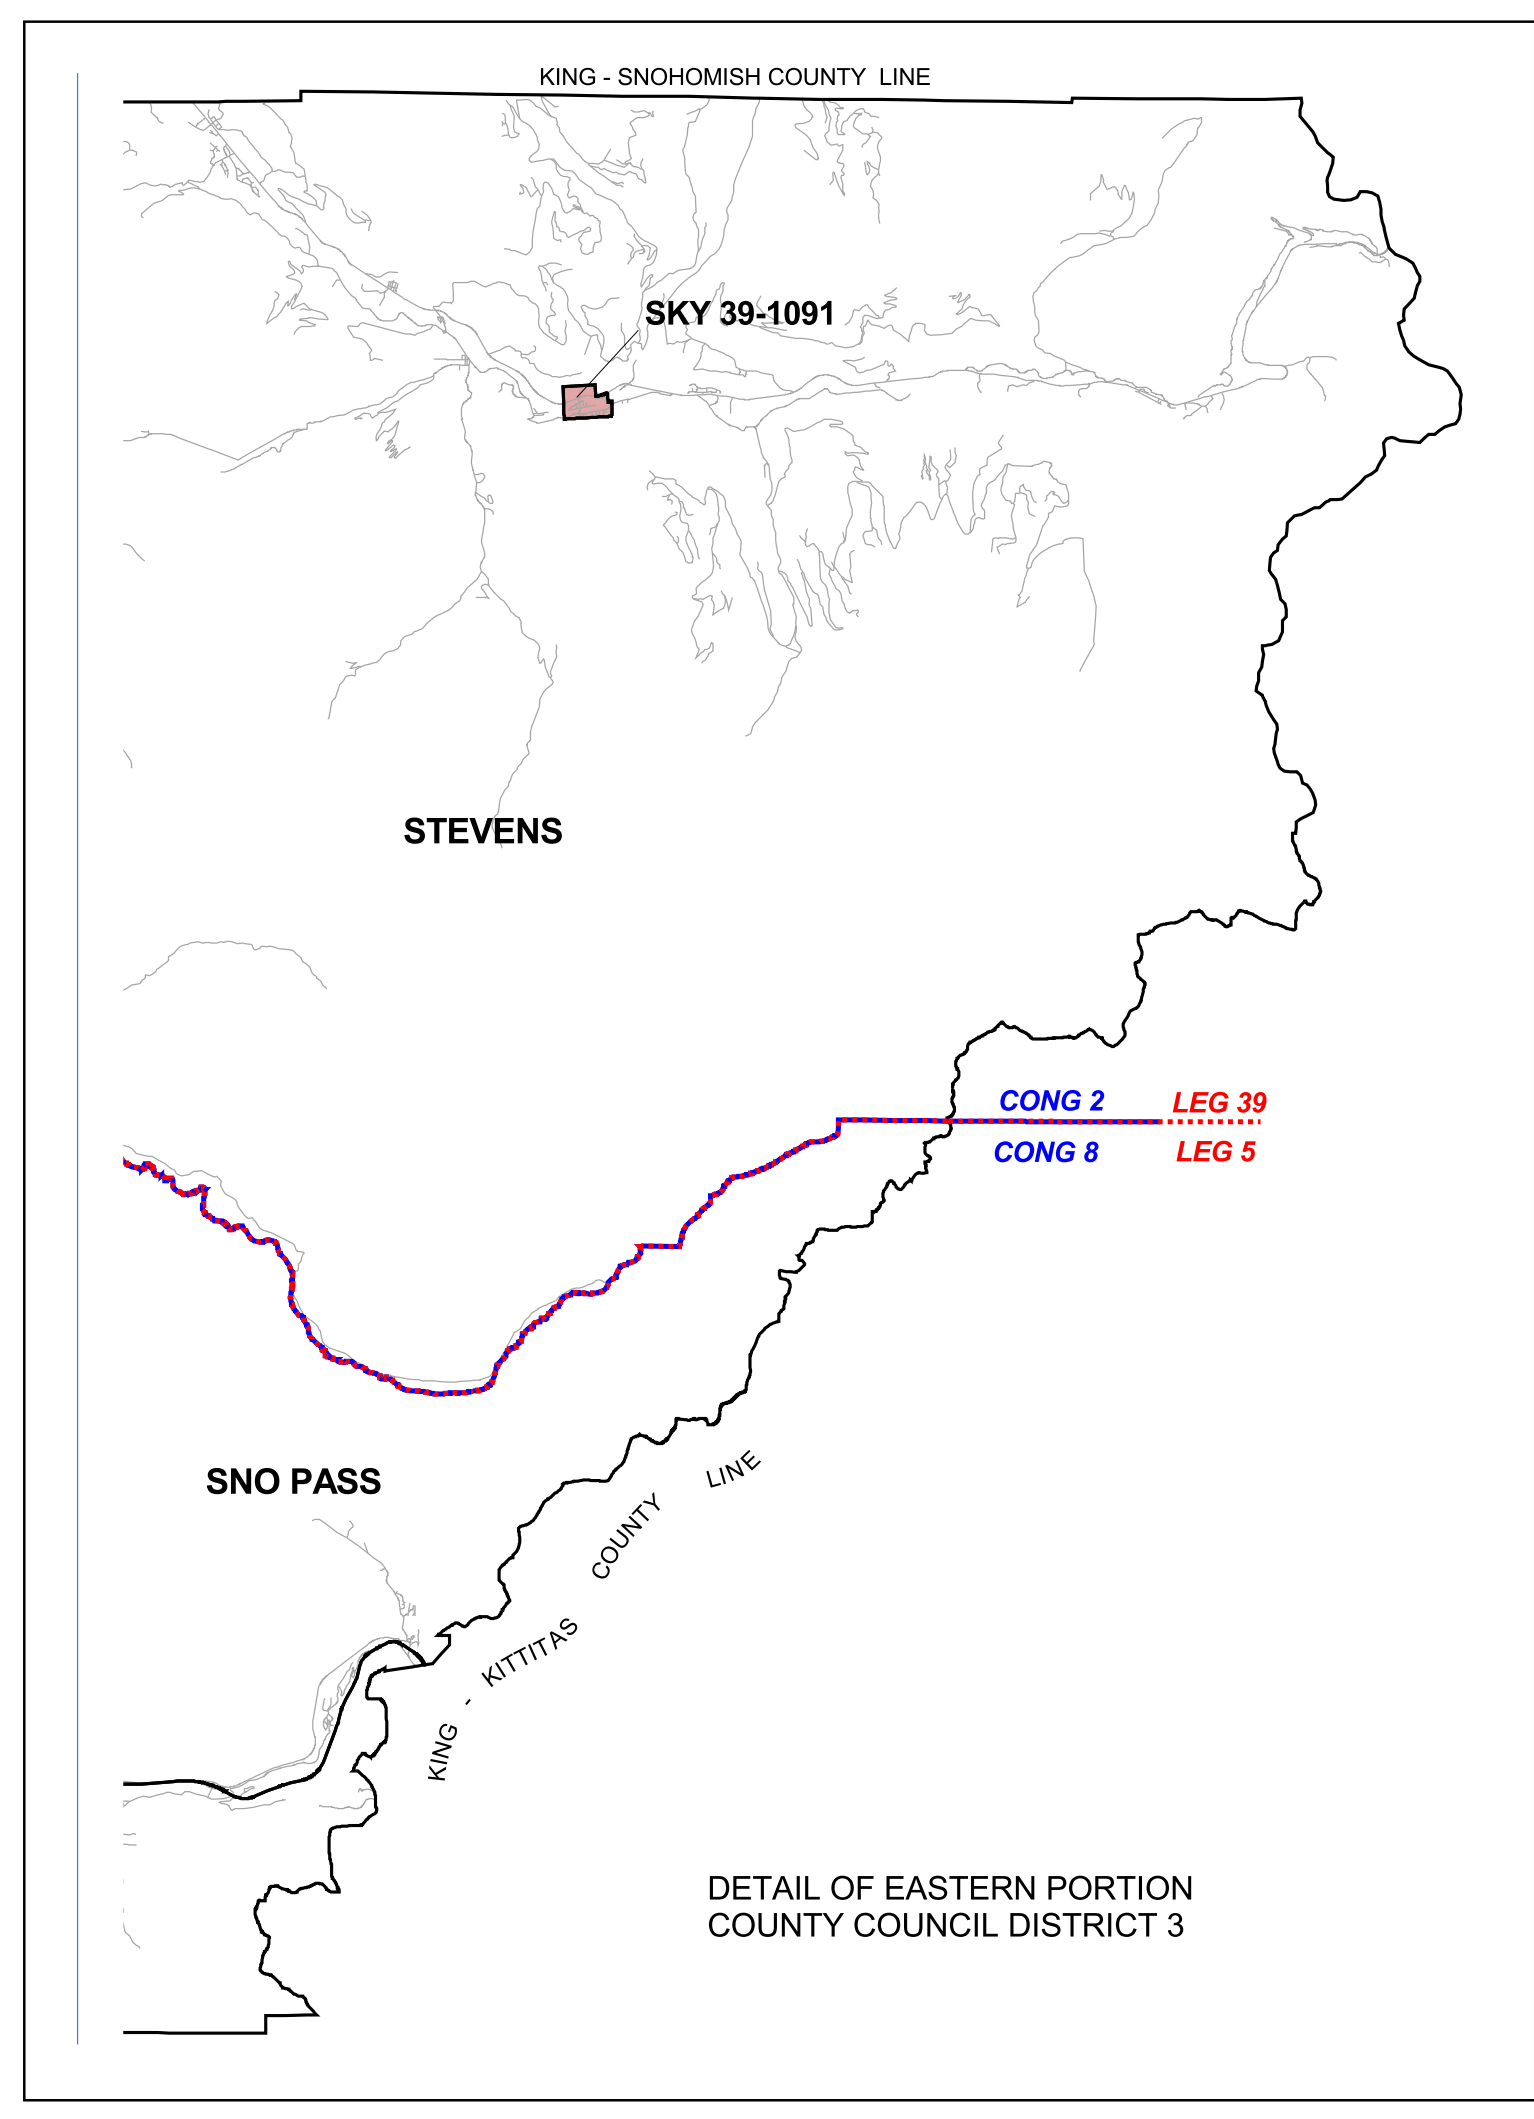 KING - SNOHOMISH COUNTY LINE
SKY 39-1091
STEVENS
CONG 2
LEG 39
CONG 8
LEG 5
SNO PASS
KING - KITTITAS COUNTY LINE
DETAIL OF EASTERN PORTION
COUNTY COUNCIL DISTRICT 3